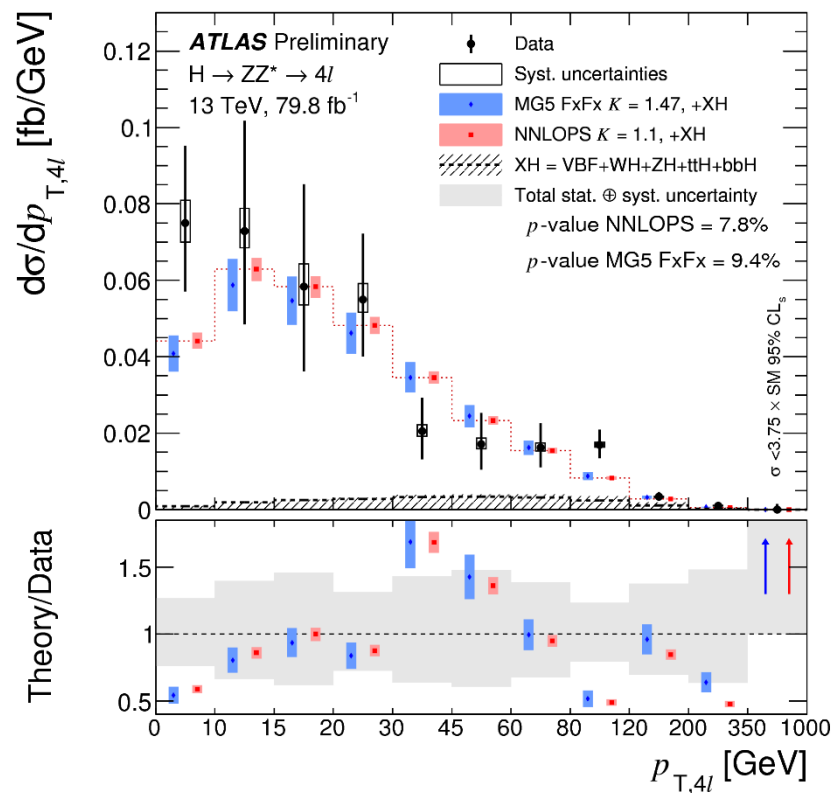 ATLAS Preliminary
H → ZZ* → 4l
13 TeV, 79.8 fb⁻¹
Data
Syst. uncertainties
MG5 FxFx K = 1.47, +XH
NNLOPS K = 1.1, +XH
XH = VBF+WH+ZH+ttH+bbH
Total stat. ⊕ syst. uncertainty
p-value NNLOPS = 7.8%
p-value MG5 FxFx = 9.4%
σ <3.75 × SM 95% CLₛ
dσ/dp_T,4l [fb/GeV]
0.12
0.1
0.08
0.06
0.04
0.02
0
Theory/Data
1.5
1
0.5
0 10 15 20 30 45 60 80 120 200 350 1000
p_T,4l [GeV]